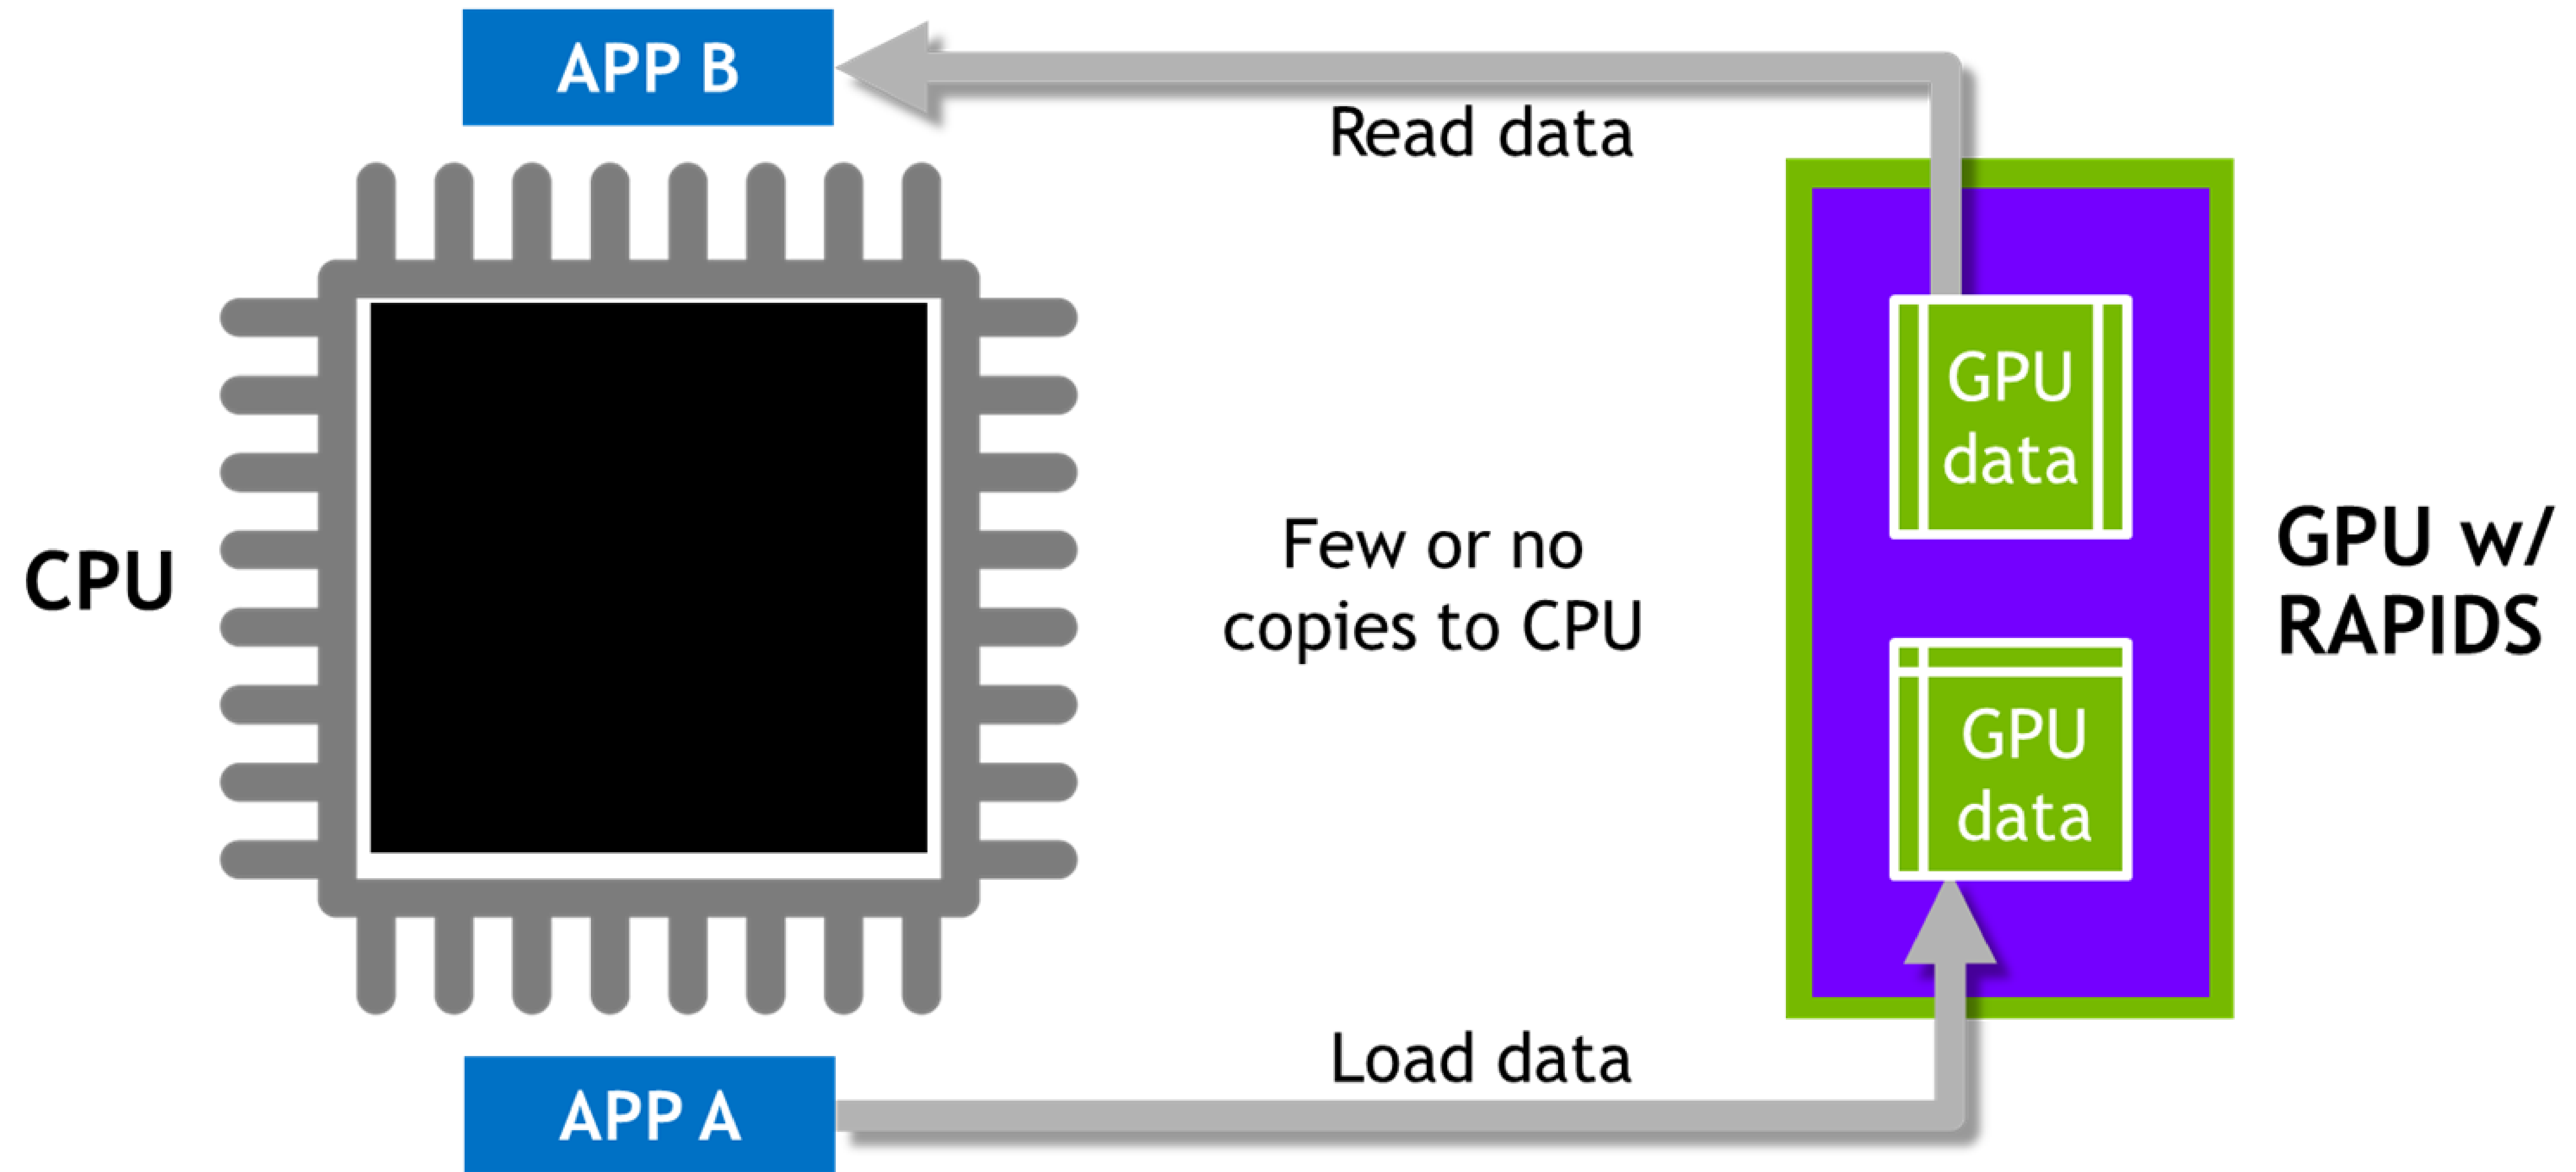 APP B
Read data
GPU
data
CPU
Few or no
copies to CPU
GPU w/
RAPIDS
GPU
data
Load data
APP A